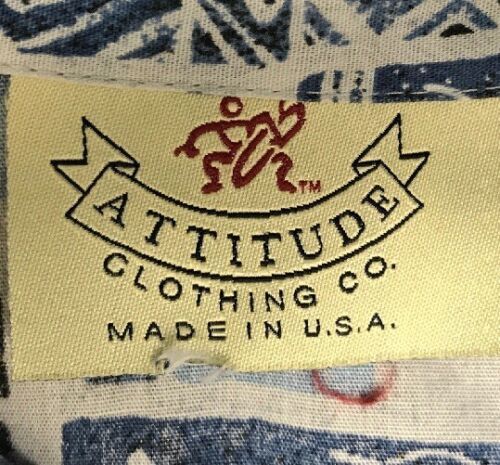 TM
ATTITUDE
CLOTHING CO.
MADE IN U.S.A.